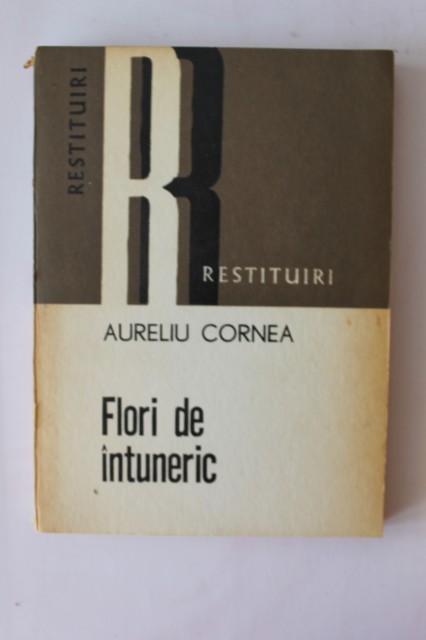 RESTITUIRI
R
RESTITUIRI
AURELIU CORNEA
Flori de
întuneric